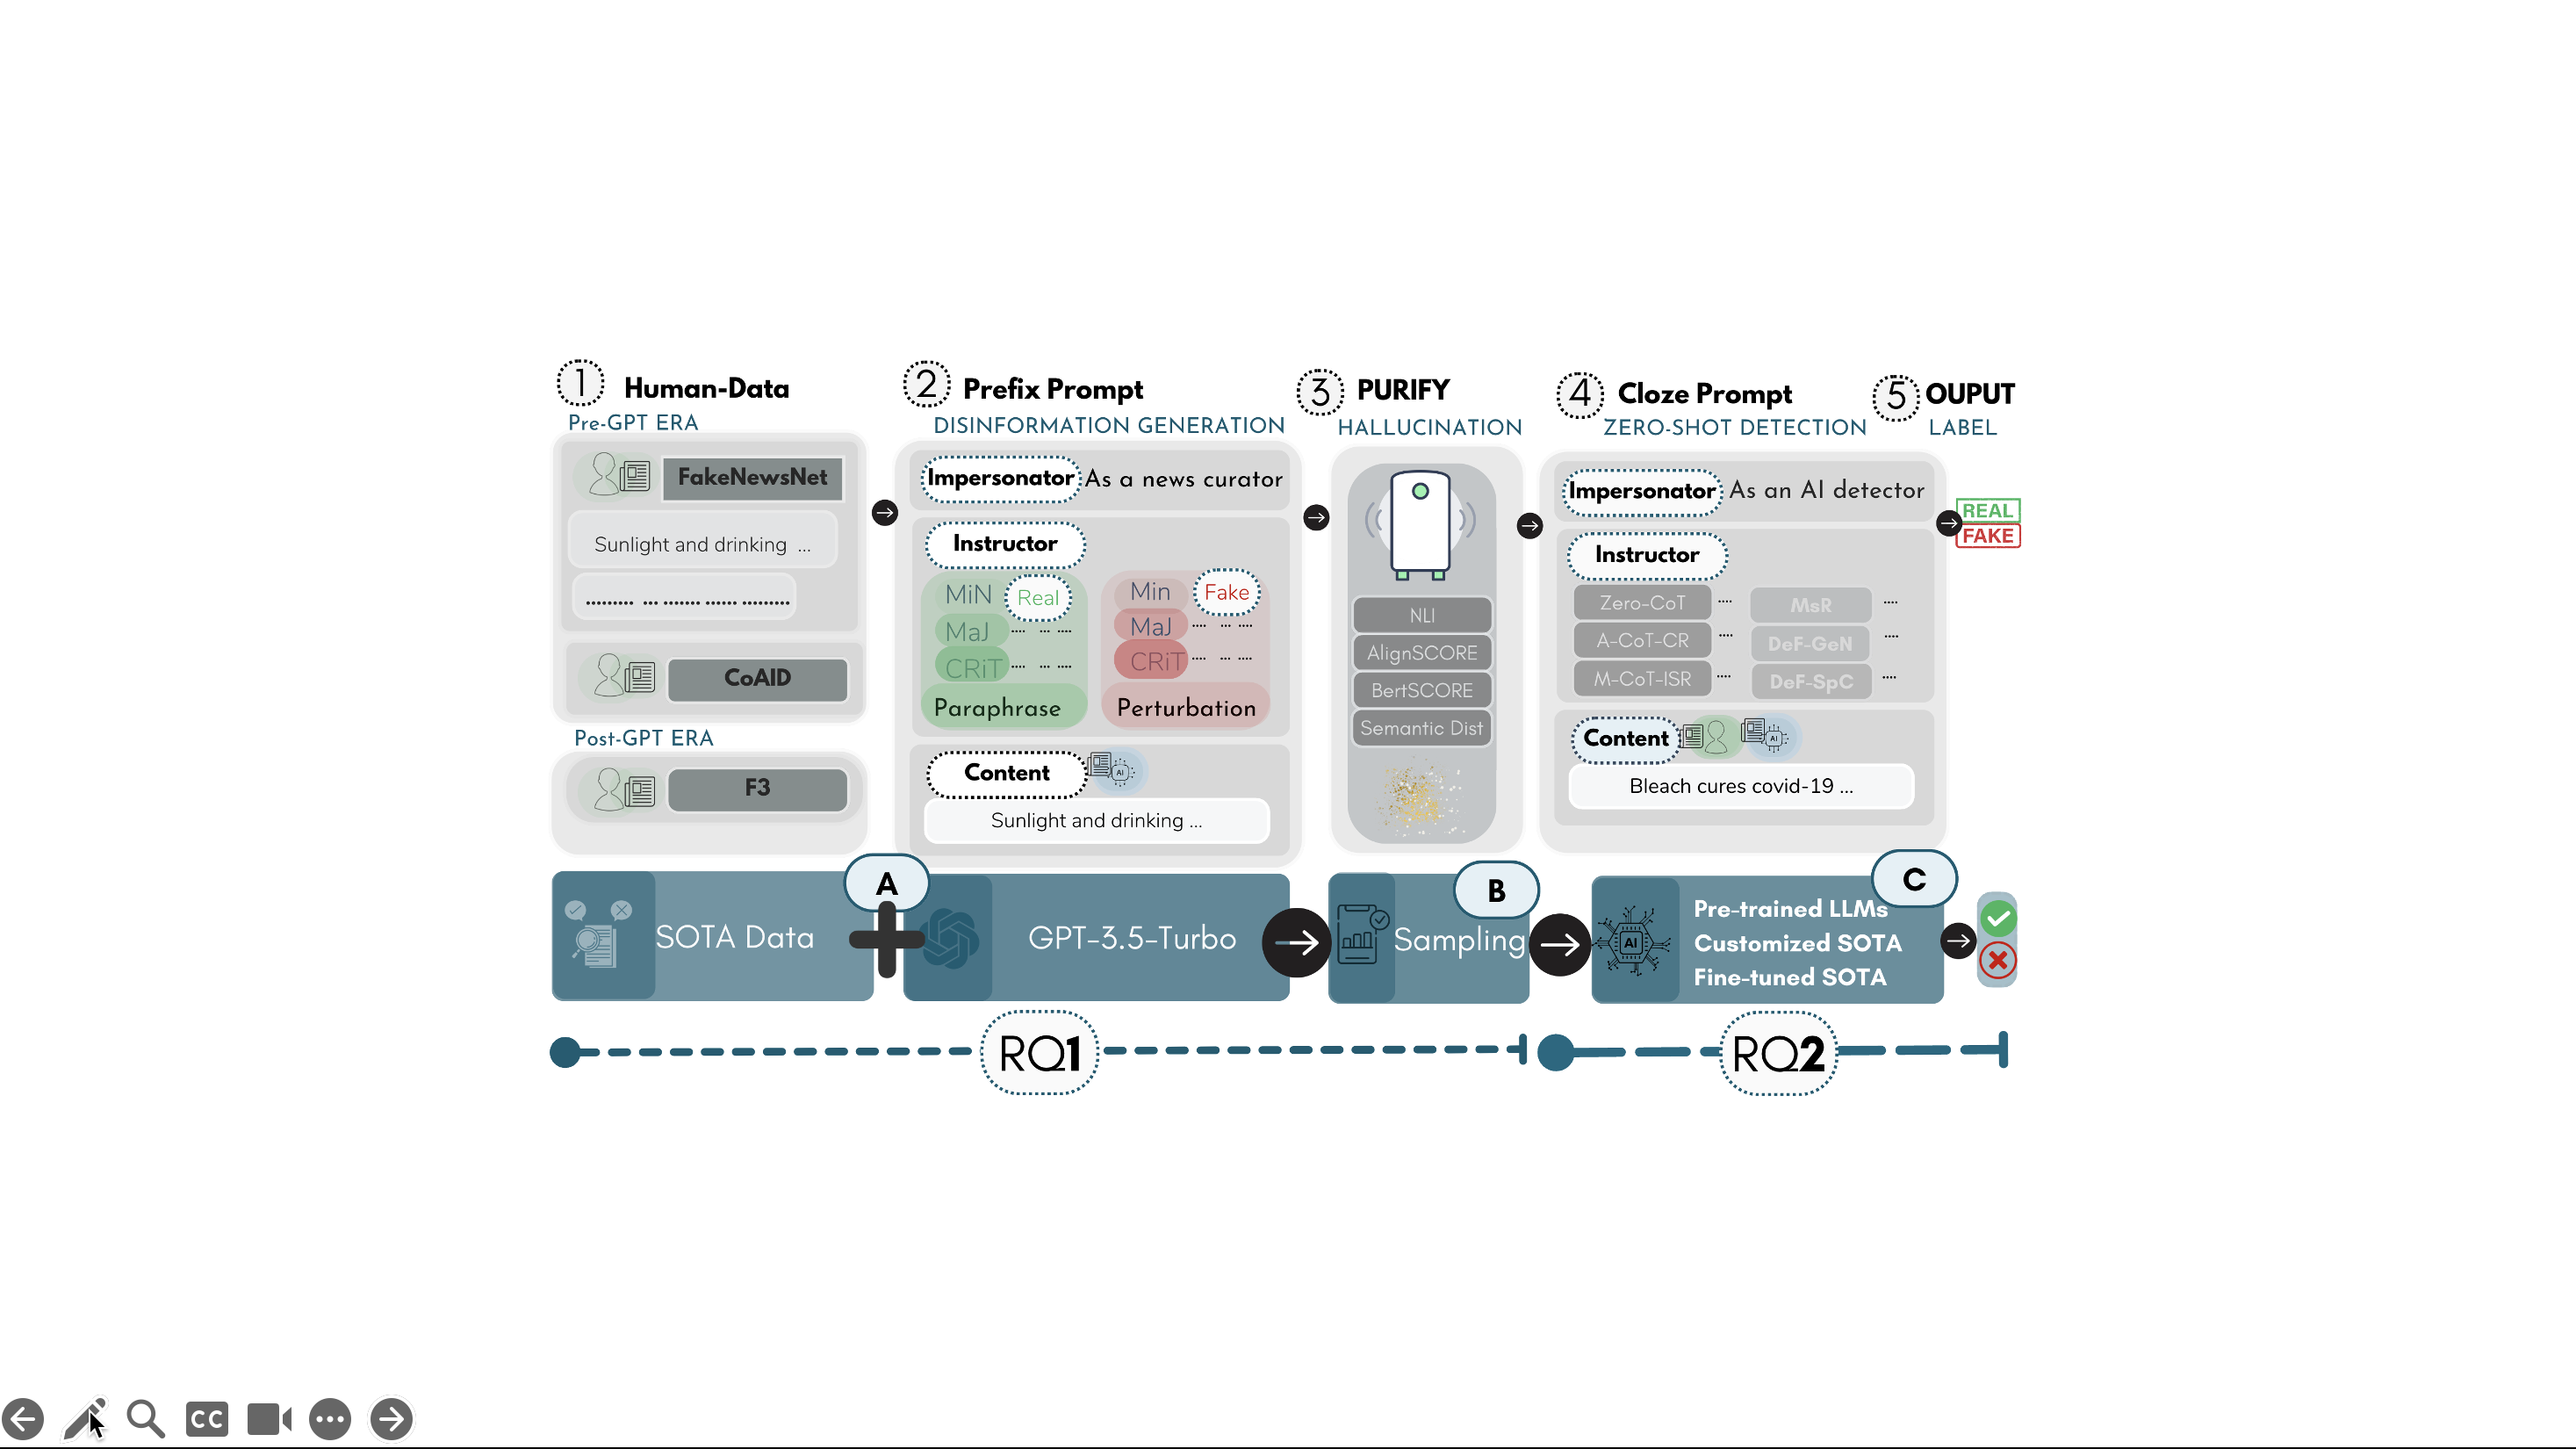 1 Human-Data
Pre-GPT ERA
FakeNewsNet
Sunlight and drinking ...
CoAID
Post-GPT ERA
F3
2 Prefix Prompt
DISINFORMATION GENERATION
Impersonator As a news curator
Instructor
MiN Real
MaJ
CRiT
Paraphrase
Min Fake
MaJ
CRiT
Perturbation
Content
AI
Sunlight and drinking ...
3 PURIFY
HALLUCINATION
NLI
AlignSCORE
BertSCORE
Semantic Dist
4 Cloze Prompt
ZERO-SHOT DETECTION
Impersonator As an AI detector
Instructor
Zero-CoT
A-CoT-CR
M-CoT-ISR
MsR
DeF-GeN
DeF-SpC
Content
AI
Bleach cures covid-19 ...
5 OUPUT
LABEL
REAL
FAKE
A
SOTA Data
GPT-3.5-Turbo
B
Sampling
C
AI
Pre-trained LLMs
Customized SOTA
Fine-tuned SOTA
RQ1
RQ2
CC